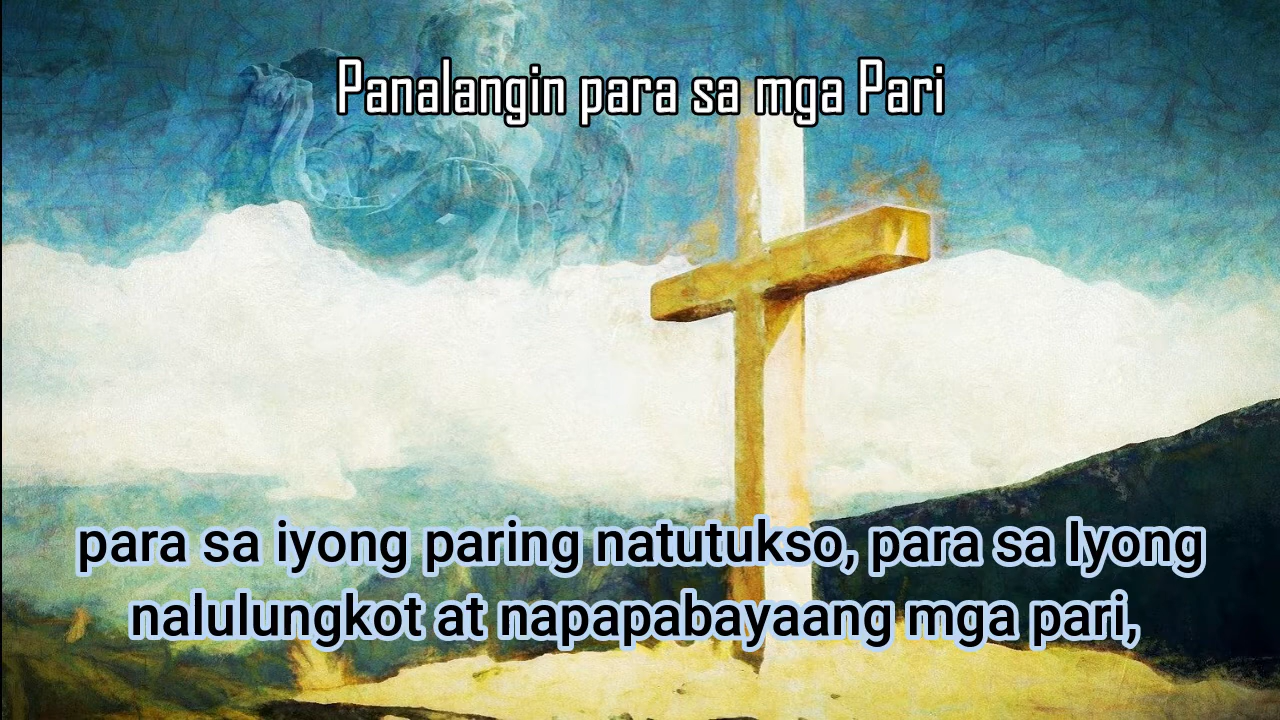 Panalangin para sa mga Pari
para sa iyong paring natutukso, para sa Iyong
nalulungkot at napapabayaang mga pari,